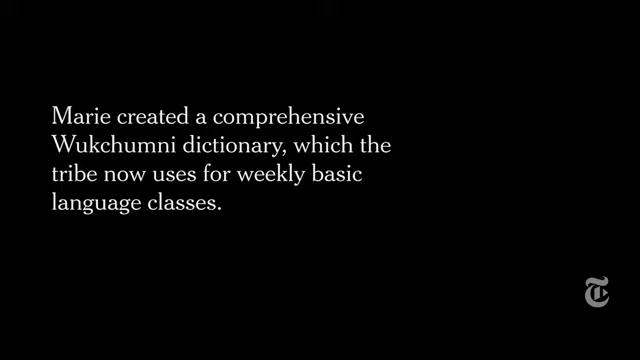 Marie created a comprehensive
Wukchumni dictionary, which the
tribe now uses for weekly basic
language classes.
T